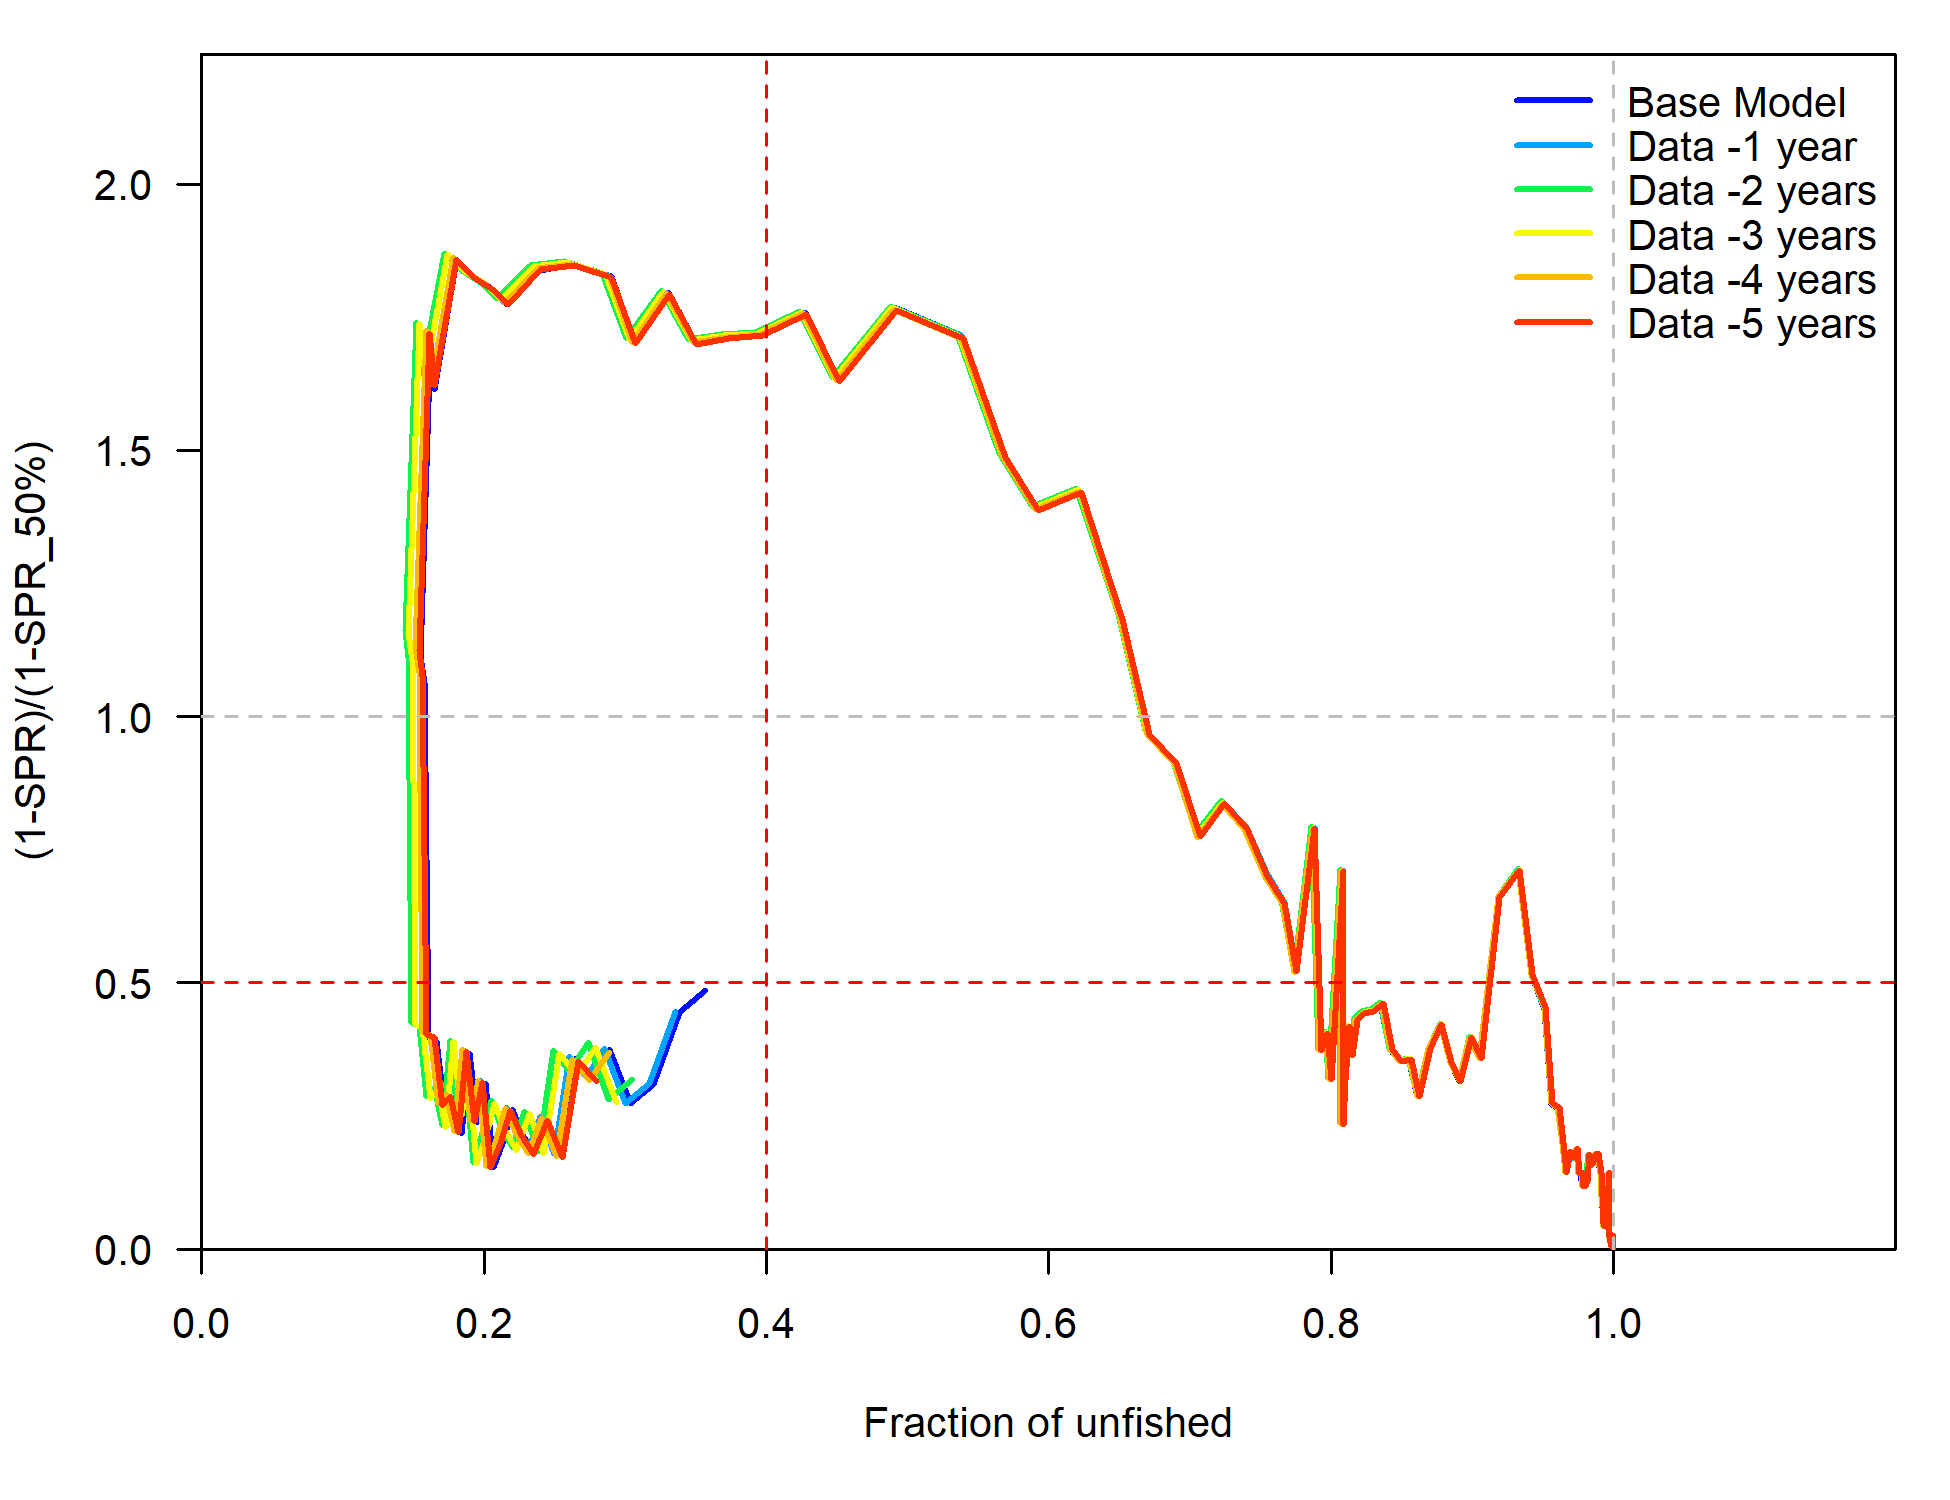 Base Model
Data -1 year
Data -2 years
Data -3 years
Data -4 years
Data -5 years
(1-SPR)/(1-SPR_50%)
2.0
1.5
1.0
0.5
0.0
0.0 0.2 0.4 0.6 0.8 1.0
Fraction of unfished